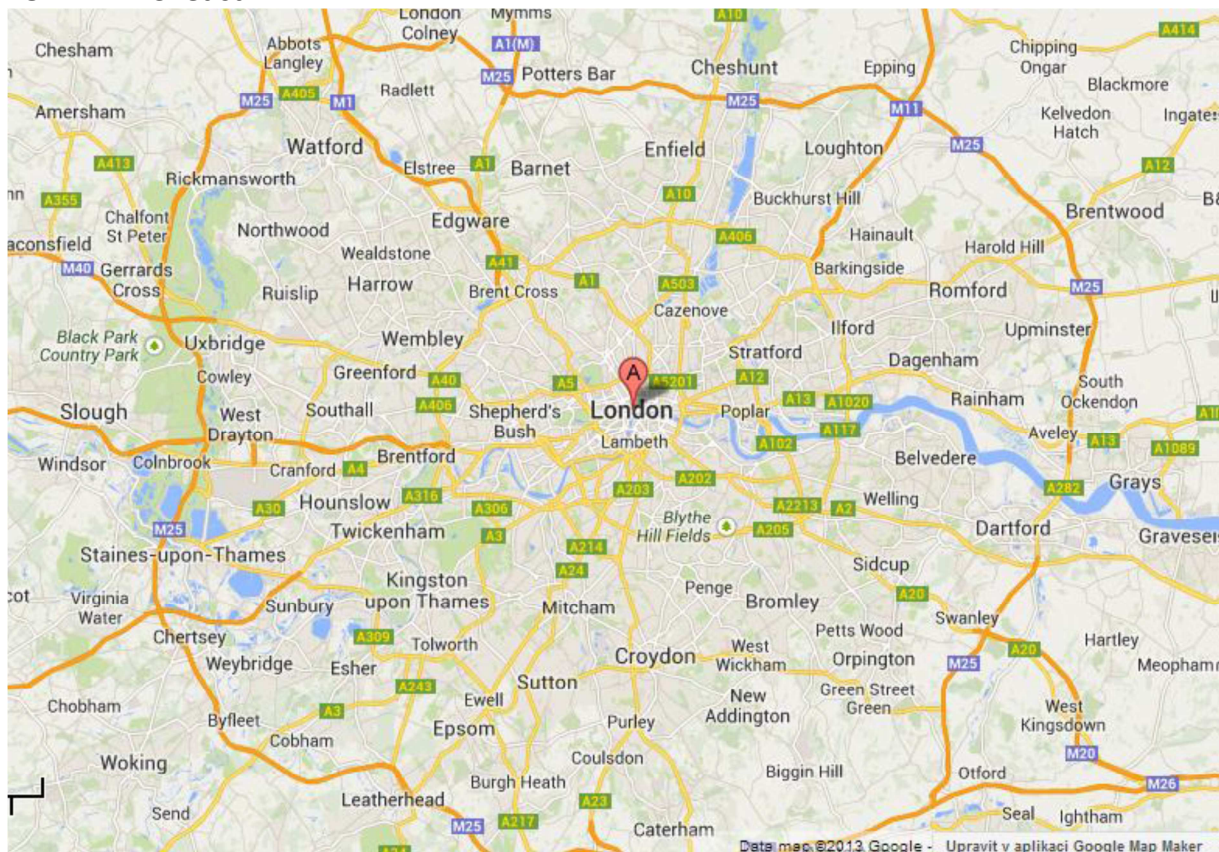 London
Colney
Mymms
A10
A414
Chesham
Abbots
Langley
A1(M)
Chipping
Ongar
M25
Potters Bar
Cheshunt
Epping
Blackmore
A405
M25
M1
Radlett
M25
M11
Amersham
Kelvedon
Hatch
Ingate
Watford
Enfield
Loughton
M25
A413
Elstree
A1
Barnet
A12
Rickmansworth
A10
Buckhurst Hill
A355
Brentwood
Chalfont
St Peter
Northwood
Edgware
A406
Hainault
Harold Hill
aconsfield
Wealdstone
M40
Gerrards
Cross
A41
Barkingside
Ruislip
Harrow
Brent Cross
A1
A503
Romford
M25
Cazenove
Black Park
Country Park
Uxbridge
Wembley
Ilford
Upminster
Stratford
Dagenham
Cowley
Greenford
A40
A5
A
A5201
A12
South
Ockendon
Slough
West
Drayton
Southall
A406
Shepherd's
Bush
London
Poplar
A13
A1020
Rainham
Lambeth
A102
A117
Aveley
A13
A1089
Windsor
Colnbrook
Cranford
A4
Brentford
Belvedere
A202
A203
A282
Grays
Hounslow
A316
A306
A30
Welling
A2213
A2
M25
Twickenham
A3
Blythe
Hill Fields
A205
Dartford
Gravese
Staines-upon-Thames
A214
A24
Sidcup
Kingston
upon Thames
Penge
cot
Virginia
Water
Sunbury
Mitcham
Bromley
A20
Swanley
Chertsey
A309
Tolworth
Petts Wood
Hartley
A20
Weybridge
Esher
Croydon
West
Wickham
Orpington
M25
Meopham
A243
Sutton
Green Street
Green
Chobham
Ewell
New
Addington
West
Kingsdown
Byfleet
A3
Epsom
Purley
Cobham
M20
Woking
Coulsdon
Biggin Hill
Otford
Burgh Heath
M26
Leatherhead
A23
Send
A217
Seal
Ightham
M25
Caterham
Data map ©2013 Google - Upravit v aplikaci Google Map Maker